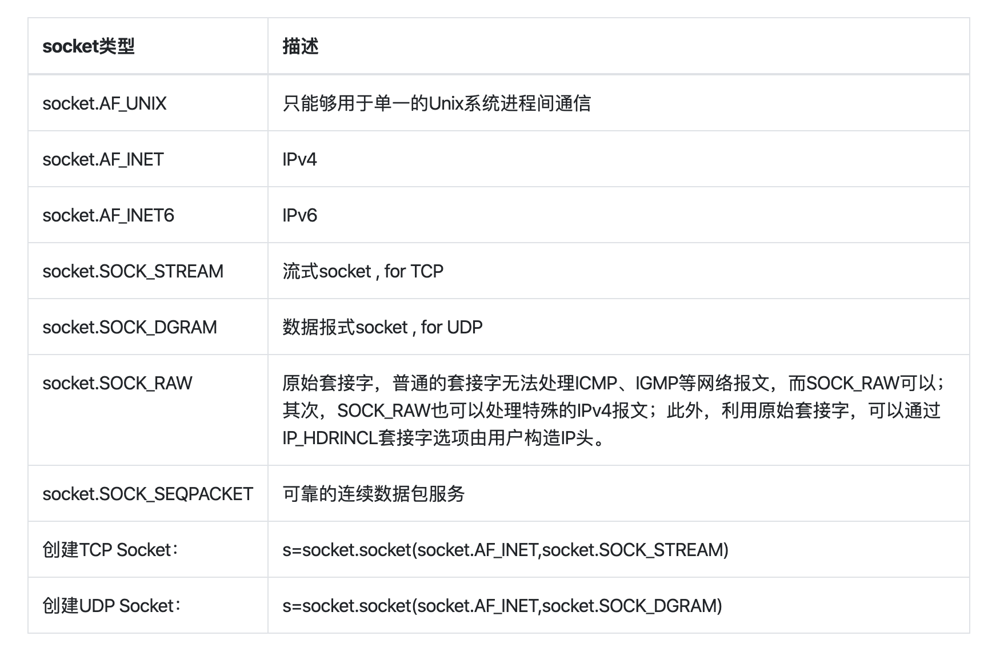 socket类型
描述
socket.AF_UNIX
只能够用于单一的Unix系统进程间通信
socket.AF_INET
IPv4
socket.AF_INET6
IPv6
socket.SOCK_STREAM
流式socket , for TCP
socket.SOCK_DGRAM
数据报式socket , for UDP
socket.SOCK_RAW
原始套接字，普通的套接字无法处理ICMP、IGMP等网络报文，而SOCK_RAW可以；
其次，SOCK_RAW也可以处理特殊的IPv4报文；此外，利用原始套接字，可以通过
IP_HDRINCL套接字选项由用户构造IP头。
socket.SOCK_SEQPACKET
可靠的连续数据包服务
创建TCP Socket：
s=socket.socket(socket.AF_INET,socket.SOCK_STREAM)
创建UDP Socket：
s=socket.socket(socket.AF_INET,socket.SOCK_DGRAM)